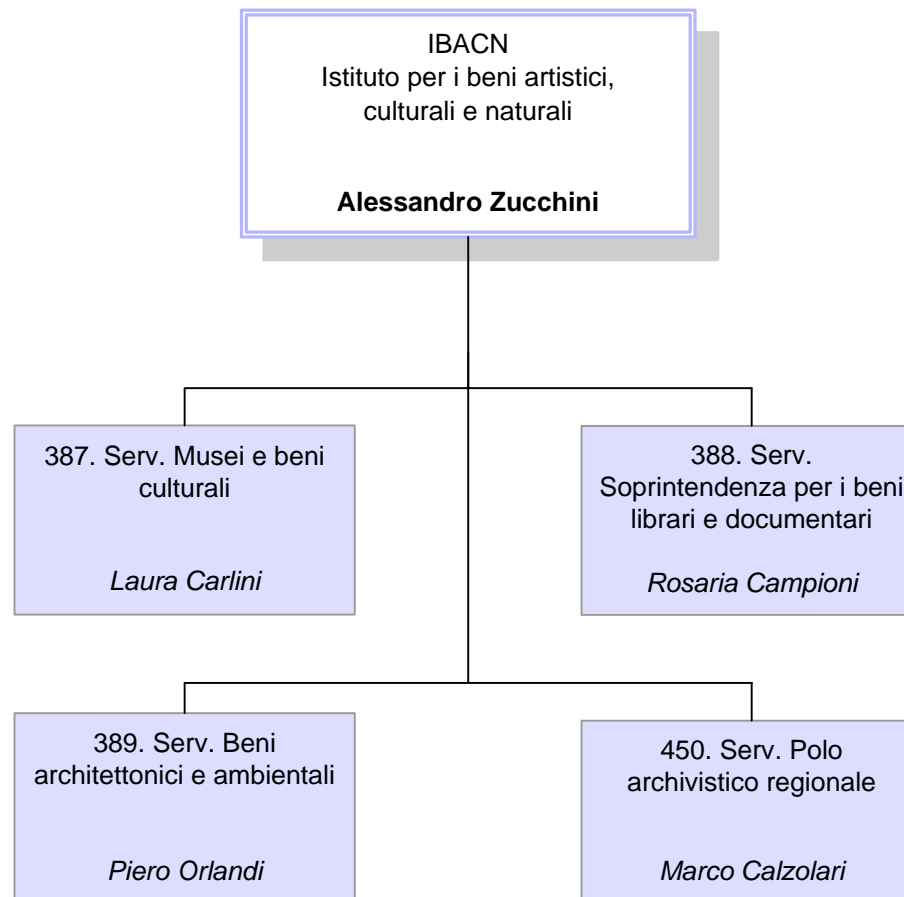 IBACN
Istituto per i beni artistici,
culturali e naturali
Alessandro Zucchini
387. Serv. Musei e beni
culturali
Laura Carlini
388. Serv.
Soprintendenza per i beni
librari e documentari
Rosaria Campioni
389. Serv. Beni
architettonici e ambientali
Piero Orlandi
450. Serv. Polo
archivistico regionale
Marco Calzolari